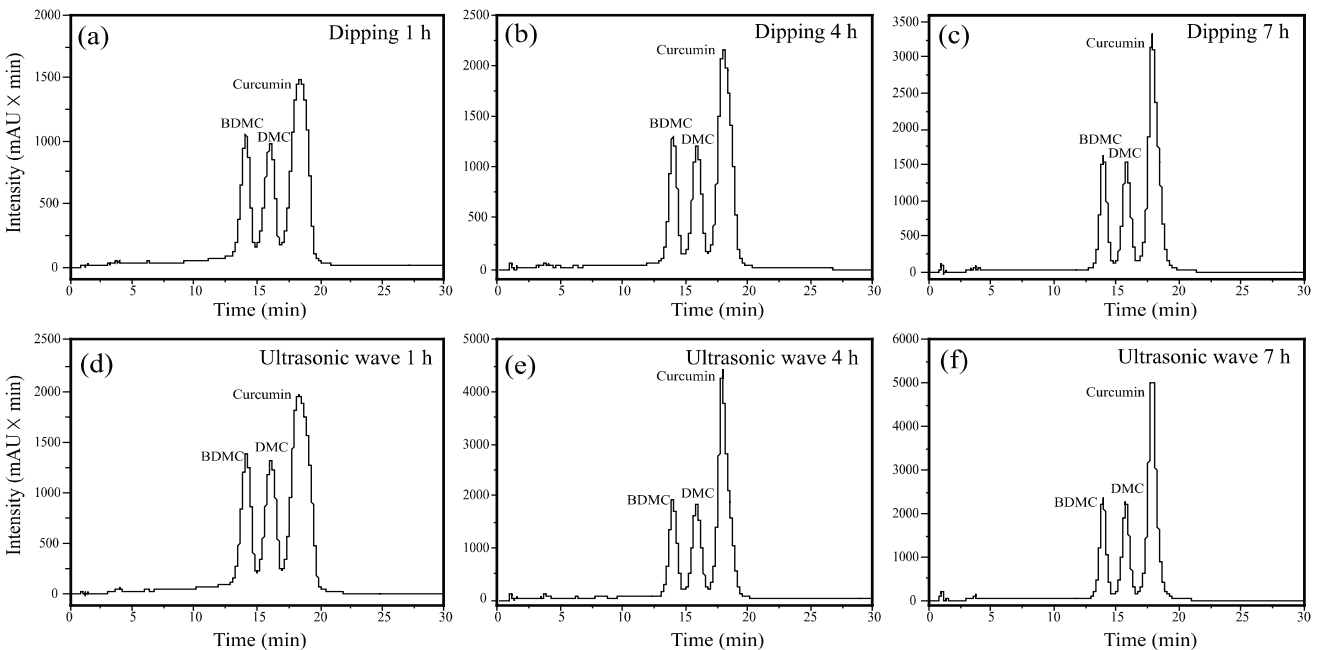 (a)
Dipping 1 h
Intensity (mAU X min)
2000
1500
1000
500
0
BDMC
DMC
Curcumin
0 5 10 15 20 25 30
Time (min)
(b)
Dipping 4 h
2500
2000
1500
1000
500
0
BDMC
DMC
Curcumin
0 5 10 15 20 25 30
Time (min)
(c)
Dipping 7 h
3500
3000
2500
2000
1500
1000
500
0
BDMC
DMC
Curcumin
0 5 10 15 20 25 30
Time (min)
(d)
Ultrasonic wave 1 h
Intensity (mAU X min)
2500
2000
1500
1000
500
0
BDMC
DMC
Curcumin
0 5 10 15 20 25 30
Time (min)
(e)
Ultrasonic wave 4 h
5000
4000
3000
2000
1000
0
BDMC
DMC
Curcumin
0 5 10 15 20 25 30
Time (min)
(f)
Ultrasonic wave 7 h
6000
5000
4000
3000
2000
1000
0
BDMC
DMC
Curcumin
0 5 10 15 20 25 30
Time (min)